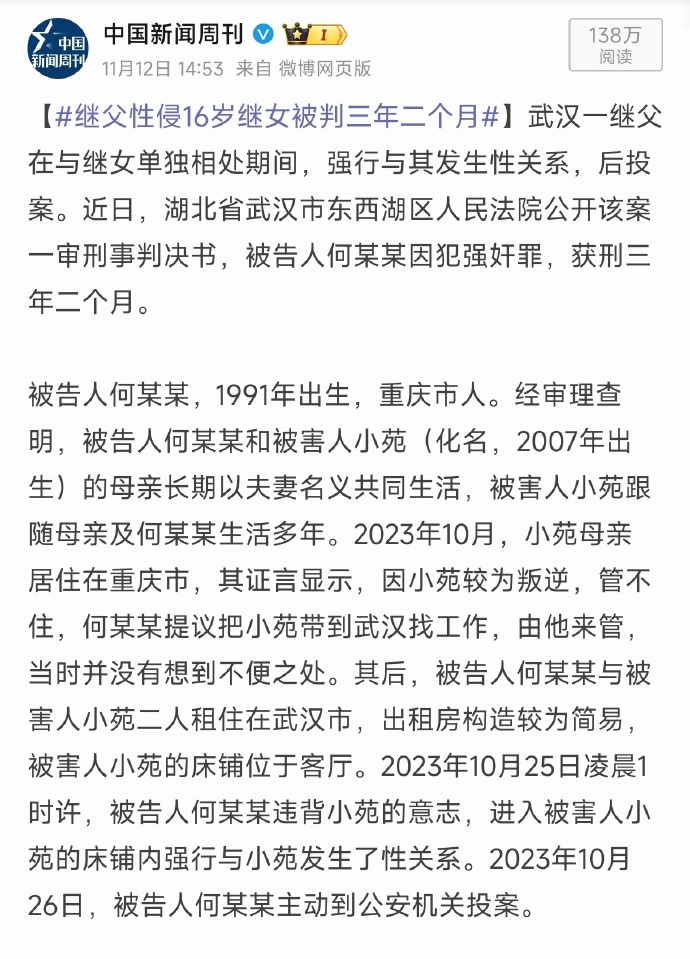 中国新闻周刊
I
138万
阅读
11月12日 14:53 来自 微博网页版
中国
新闻周刊
【#继父性侵16岁继女被判三年二个月#】武汉一继父
在与继女单独相处期间，强行与其发生性关系，后投
案。近日，湖北省武汉市东西湖区人民法院公开该案
一审刑事判决书，被告人何某某因犯强奸罪，获刑三
年二个月。
被告人何某某，1991年出生，重庆市人。经审理查
明，被告人何某某和被害人小苑（化名，2007年出
生）的母亲长期以夫妻名义共同生活，被害人小苑跟
随母亲及何某某生活多年。2023年10月，小苑母亲
居住在重庆市，其证言显示，因小苑较为叛逆，管不
住，何某某提议把小苑带到武汉找工作，由他来管，
当时并没有想到不便之处。其后，被告人何某某与被
害人小苑二人租住在武汉市，出租房构造较为简易，
被害人小苑的床铺位于客厅。2023年10月25日凌晨1
时许，被告人何某某违背小苑的意志，进入被害人小
苑的床铺内强行与小苑发生了性关系。2023年10月
26日，被告人何某某主动到公安机关投案。